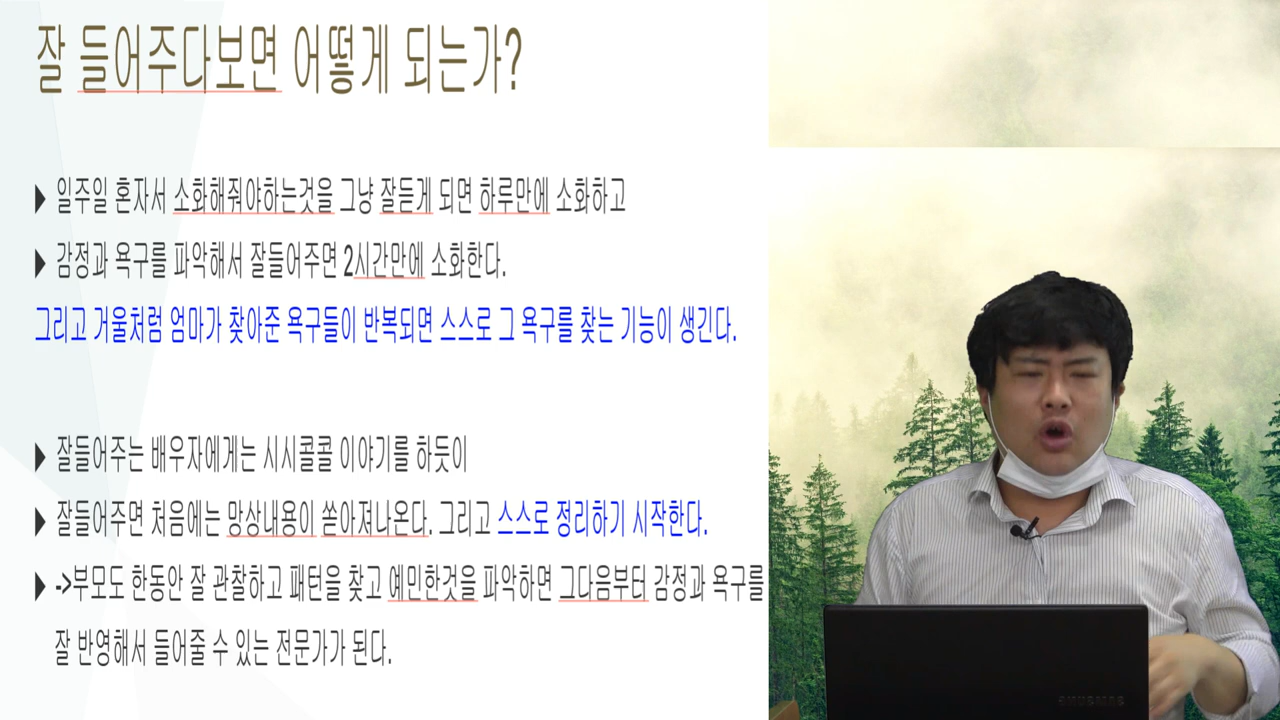 잘 들어주다보면 어떻게 되는가?
일주일 혼자서 소화해줘야하는것을 그냥 잘듣게 되면 하루만에 소화하고
감정과 욕구를 파악해서 잘들어주면 2시간만에 소화한다.
그리고 거울처럼 엄마가 찾아준 욕구들이 반복되면 스스로 그 욕구를 찾는 기능이 생긴다.
잘들어주는 배우자에게는 시시콜콜 이야기를 하듯이
잘들어주면 처음에는 망상내용이 쏟아져나온다. 그리고 스스로 정리하기 시작한다.
->부모도 한동안 잘 관찰하고 패턴을 찾고 예민한것을 파악하면 그다음부터 감정과 욕구를
잘 반영해서 들어줄 수 있는 전문가가 된다.
SAMSUNG